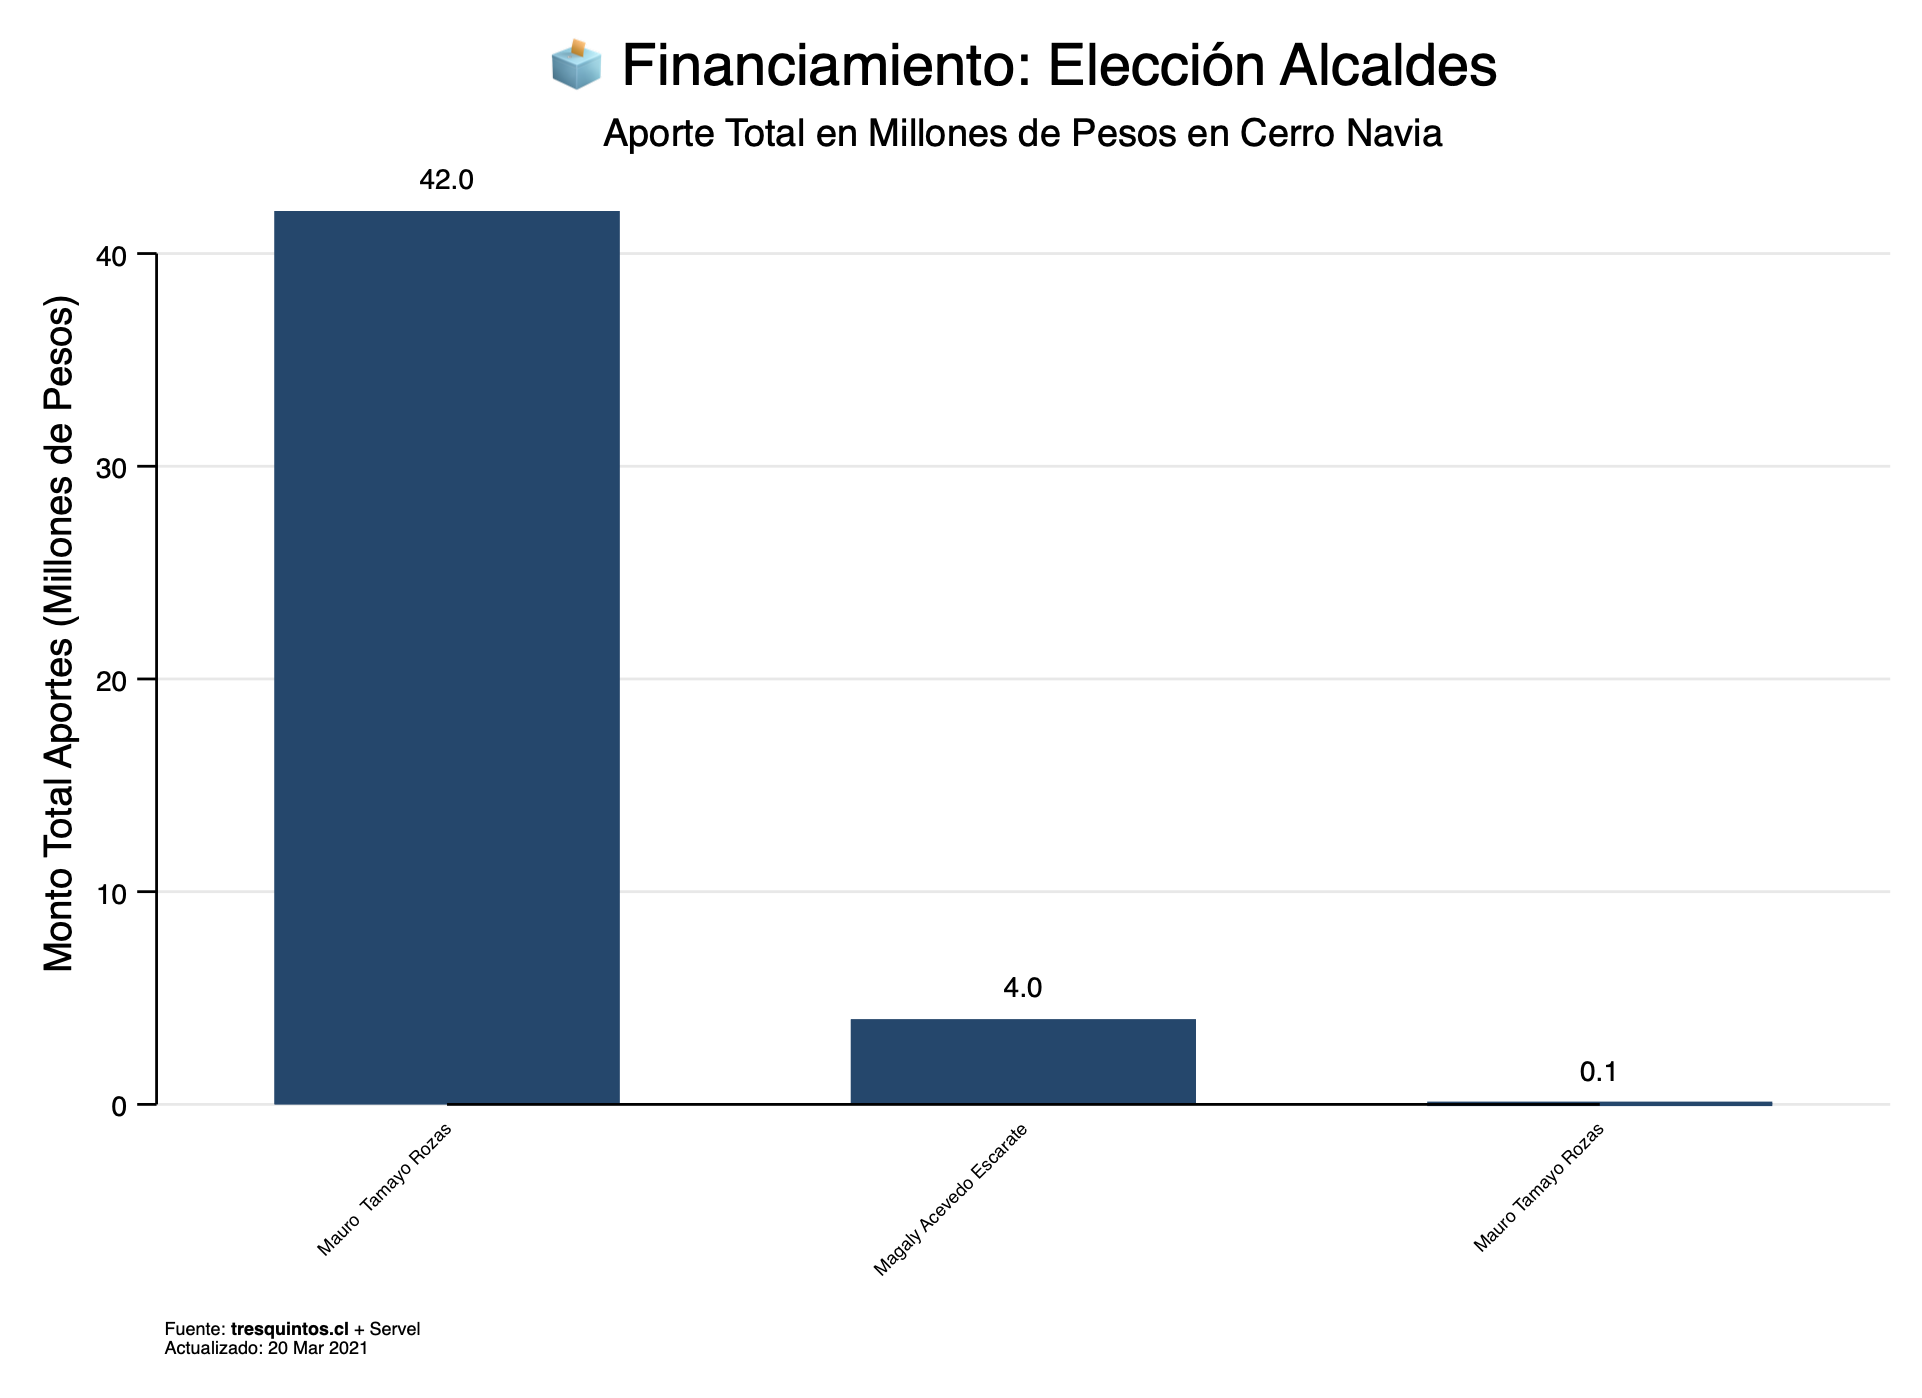 🗳️ Financiamiento: Elección Alcaldes
Aporte Total en Millones de Pesos en Cerro Navia
Monto Total Aportes (Millones de Pesos)
40
30
20
10
0
42.0
4.0
0.1
Mauro  Tamayo Rozas
Magaly Acevedo Escarate
Mauro Tamayo Rozas
Fuente: tresquintos.cl + Servel
Actualizado: 20 Mar 2021